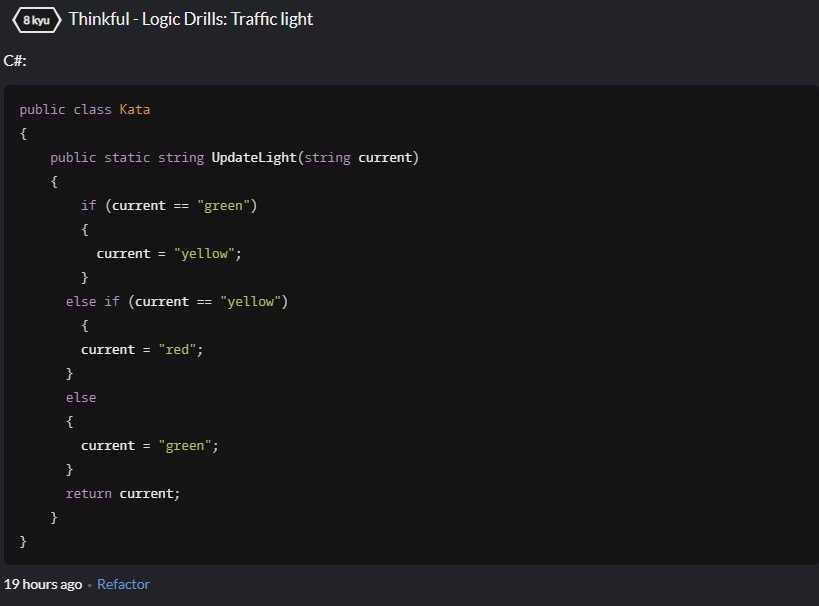 8 kyu Thinkful - Logic Drills: Traffic light
C#:
public class Kata
{
    public static string UpdateLight(string current)
    {
        if (current == "green")
        {
          current = "yellow";
        }
      else if (current == "yellow")
        {
        current = "red";
      }
      else
      {
        current = "green";
      }
      return current;
    }
}
19 hours ago • Refactor